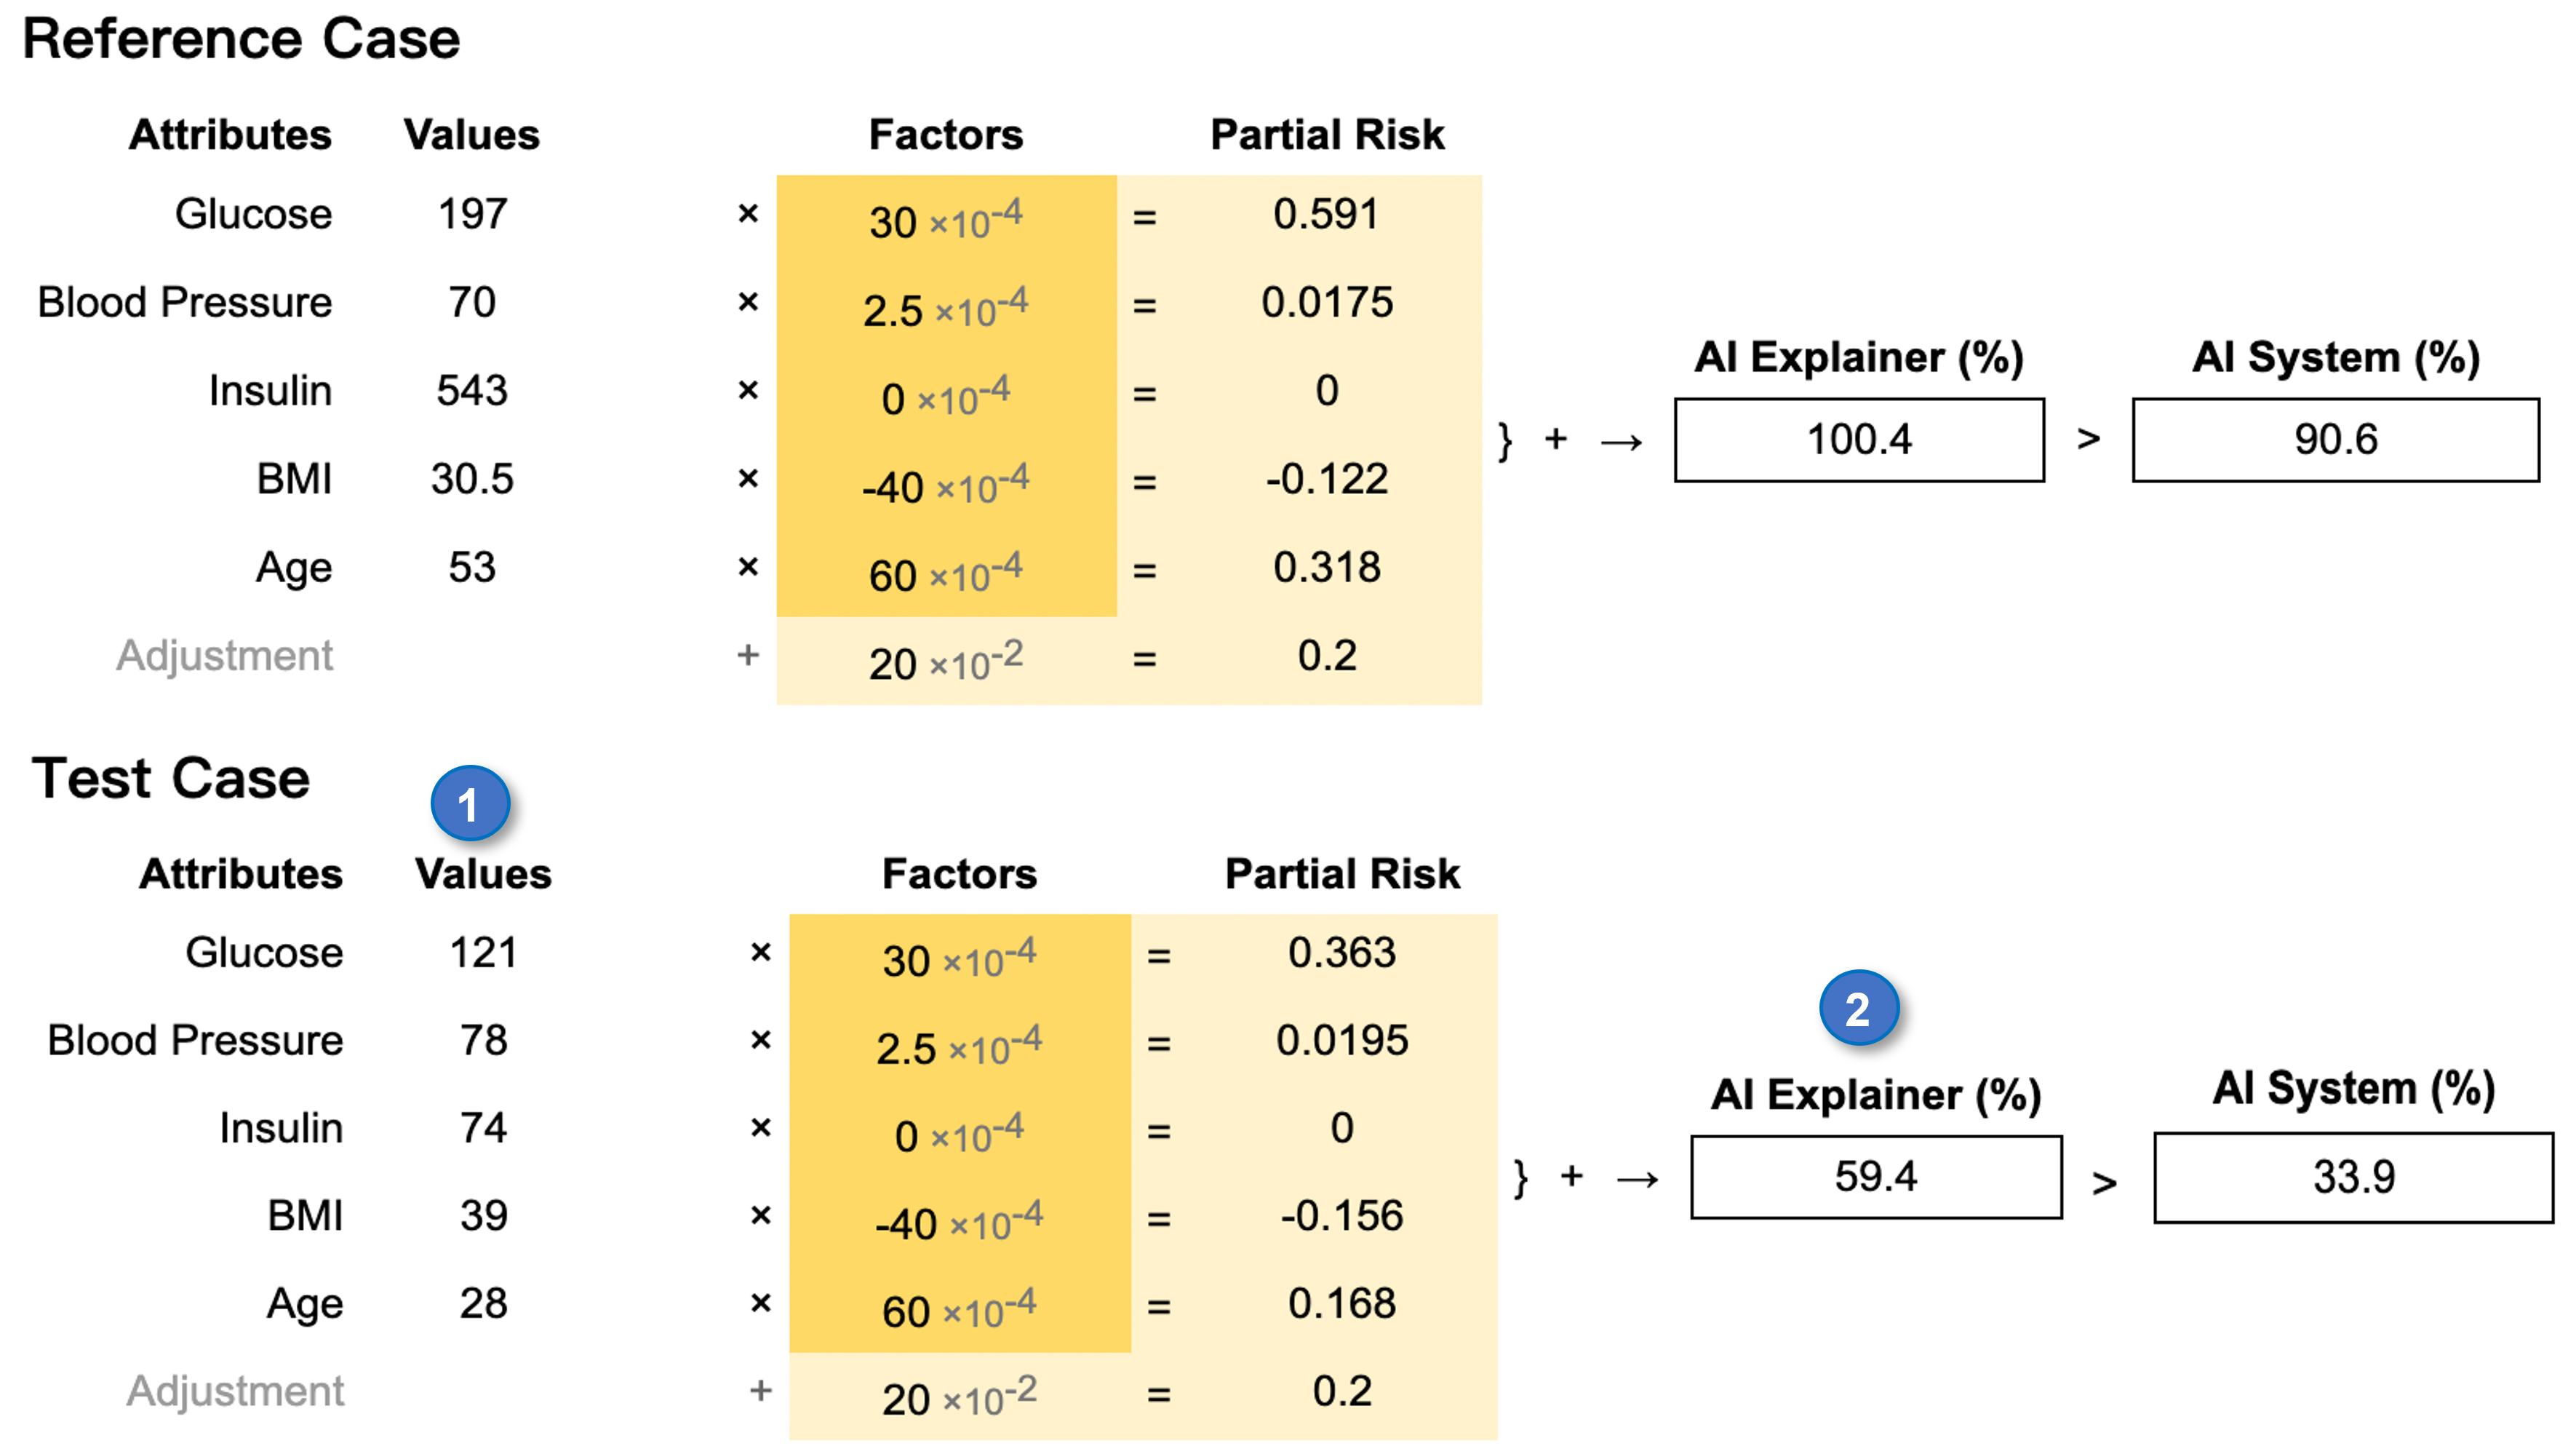 Reference Case
Attributes Values Factors Partial Risk
Glucose 197 × 30 ×10⁻⁴ = 0.591
Blood Pressure 70 × 2.5 ×10⁻⁴ = 0.0175
AI Explainer (%) AI System (%)
Insulin 543 × 0 ×10⁻⁴ = 0
} + → 100.4 > 90.6
BMI 30.5 × -40 ×10⁻⁴ = -0.122
Age 53 × 60 ×10⁻⁴ = 0.318
Adjustment + 20 ×10⁻² = 0.2
Test Case
1
Attributes Values Factors Partial Risk
Glucose 121 × 30 ×10⁻⁴ = 0.363
2
Blood Pressure 78 × 2.5 ×10⁻⁴ = 0.0195
AI Explainer (%) AI System (%)
Insulin 74 × 0 ×10⁻⁴ = 0
} + → 59.4 > 33.9
BMI 39 × -40 ×10⁻⁴ = -0.156
Age 28 × 60 ×10⁻⁴ = 0.168
Adjustment + 20 ×10⁻² = 0.2